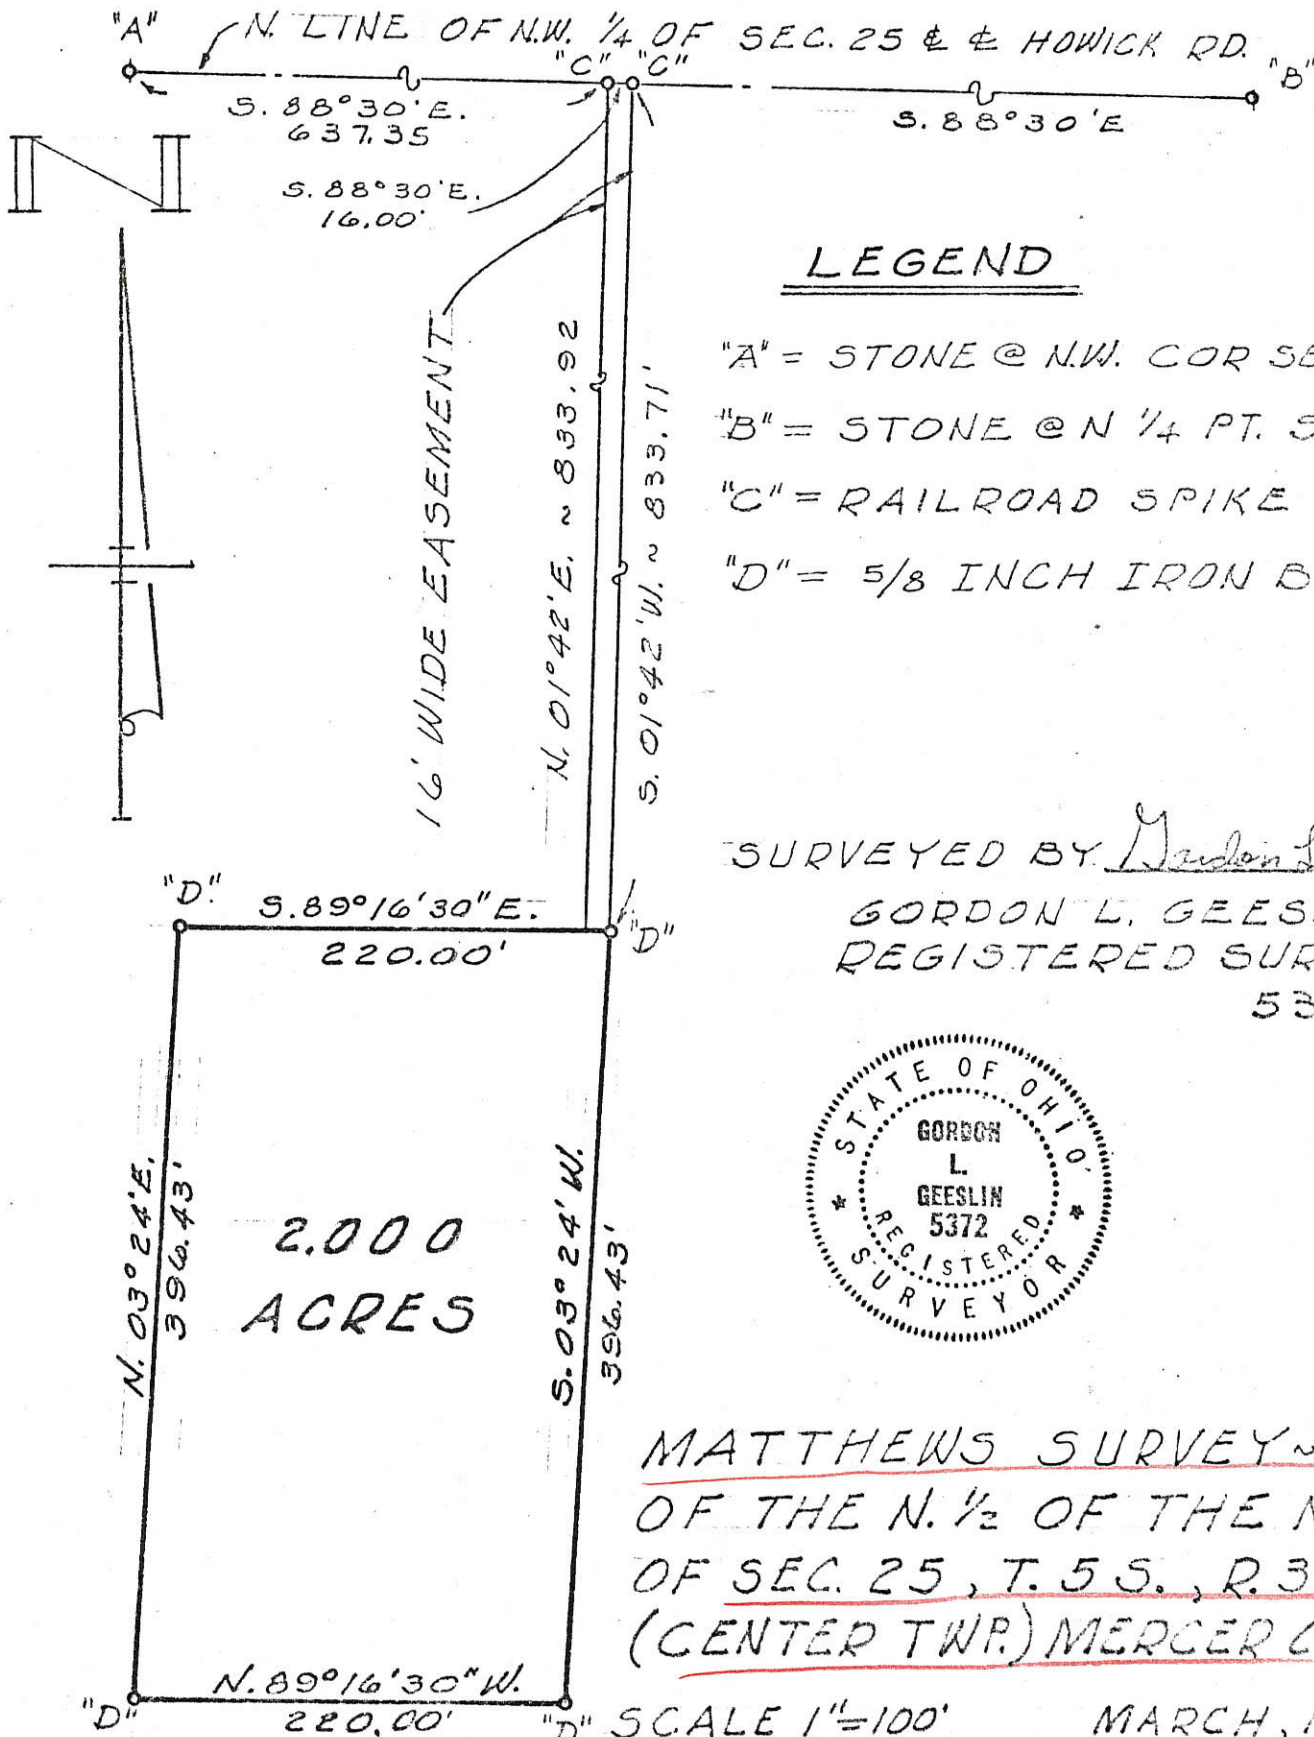 "A" N. LINE OF N.W. 1/4 OF SEC. 25 & ℄ HOWICK RD. "B"
"C" "C"
S. 88°30'E.
637.35
S. 88°30'E
S. 88°30'E.
16.00'
N
16' WIDE EASEMENT
N. 01°42'E. ~ 833.92
S. 01°42'W. ~ 833.71'
LEGEND
"A" = STONE @ N.W. COR
"B" = STONE @ N 1/4 PT.
"C" = RAILROAD SPIKE
"D" = 5/8 INCH IRON
SURVEYED BY Gordon
GORDON L. GEES
REGISTERED SUR
53
"D"
S. 89°16'30"E.
220.00'
"D"
STATE OF OHIO
GORDON
L.
GEESLIN
5372
REGISTERED
SURVEYOR
N. 03°24'E.
396.43'
2.000
ACRES
S. 03°24'W.
396.43'
MATTHEWS SURVEY~
OF THE N. 1/2 OF THE N
OF SEC. 25, T. 5 S., R. 3
(CENTER TWP.) MERCER C
"D"
N. 89°16'30"W.
220.00'
"D"
SCALE 1"=100'
MARCH,